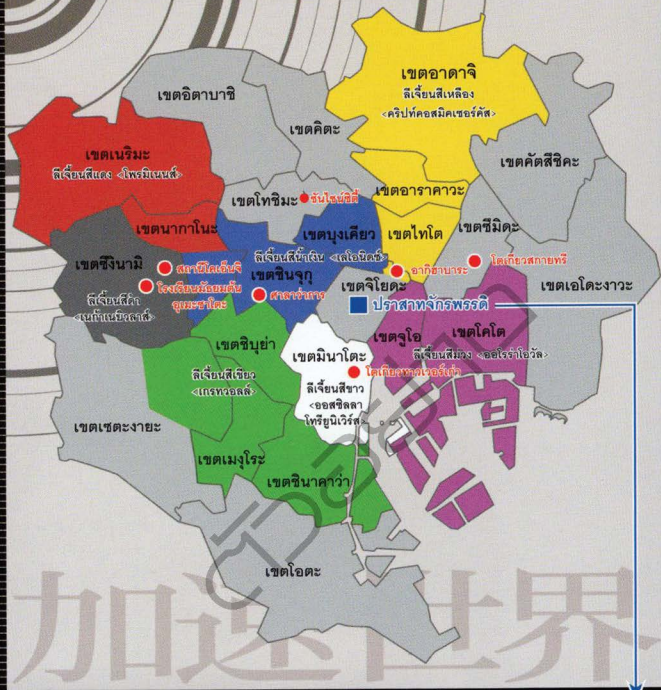 เขตอาดาจิ
ลีเจี้ยนสีเหลือง
<คริปท์คอสมิคเซอร์คัส>
เขตอิตาบาชิ
เขตคิตะ
เขตคัตสึชิคะ
เขตเนริมะ
ลีเจี้ยนสีแดง <โพรมิเนนส์>
เขตโทชิมะ
ซันไชน์ซิตี้
เขตอาราคาวะ
เขตนากาโนะ
เขตบุงเคียว
เขตไทโต
เขตซึมิดะ
ลีเจี้ยนสีน้ำเงิน <เลโอนิดซ์>
เขตซึงินามิ
สถานีโคเอ็นจิ
เขตชินจุกุ
อากิฮาบาระ
โตเกียวสกายทรี
โรงเรียนมัธยมต้น
อุเมะซาโตะ
ศาลาว่าการ
เขตจิโยดะ
เขตเอโดะงาวะ
ลีเจี้ยนสีดำ
<เนก้าเนบิวลาส์>
ปราสาทจักรพรรดิ
เขตชิบุย่า
เขตมินาโตะ
เขตจูโอ
เขตโคโต
ลีเจี้ยนสีม่วง <ออโรร่าโอวัล>
โตเกียวทาวเวอร์เก่า
ลีเจี้ยนสีเขียว
<เกรทวอลล์>
ลีเจี้ยนสีขาว
<ออสซิลลา
โทรียูนิเวิร์ส>
เขตเซตะงายะ
เขตเมงุโระ
เขตชินาคาว่า
เขตโอตะ
ตัวอย่าง
加速世界